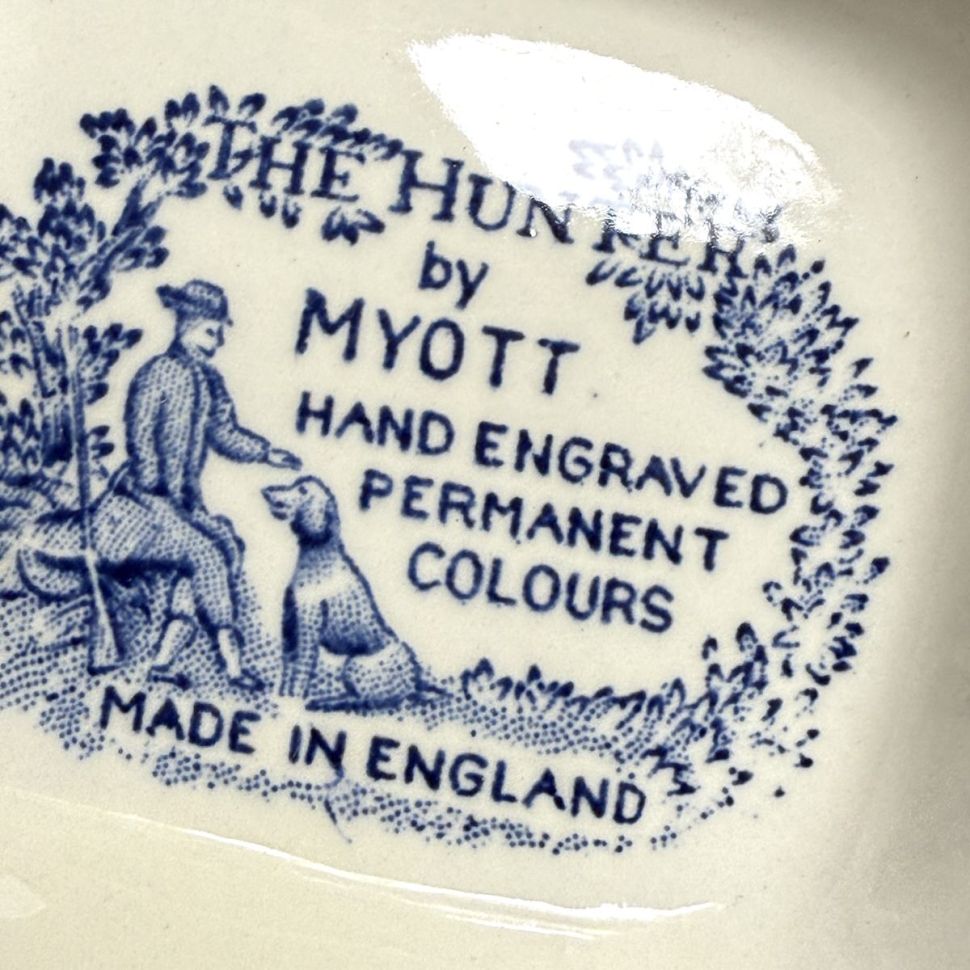 THE HUNTER
by
MYOTT
HAND ENGRAVED
PERMANENT
COLOURS
MADE IN ENGLAND